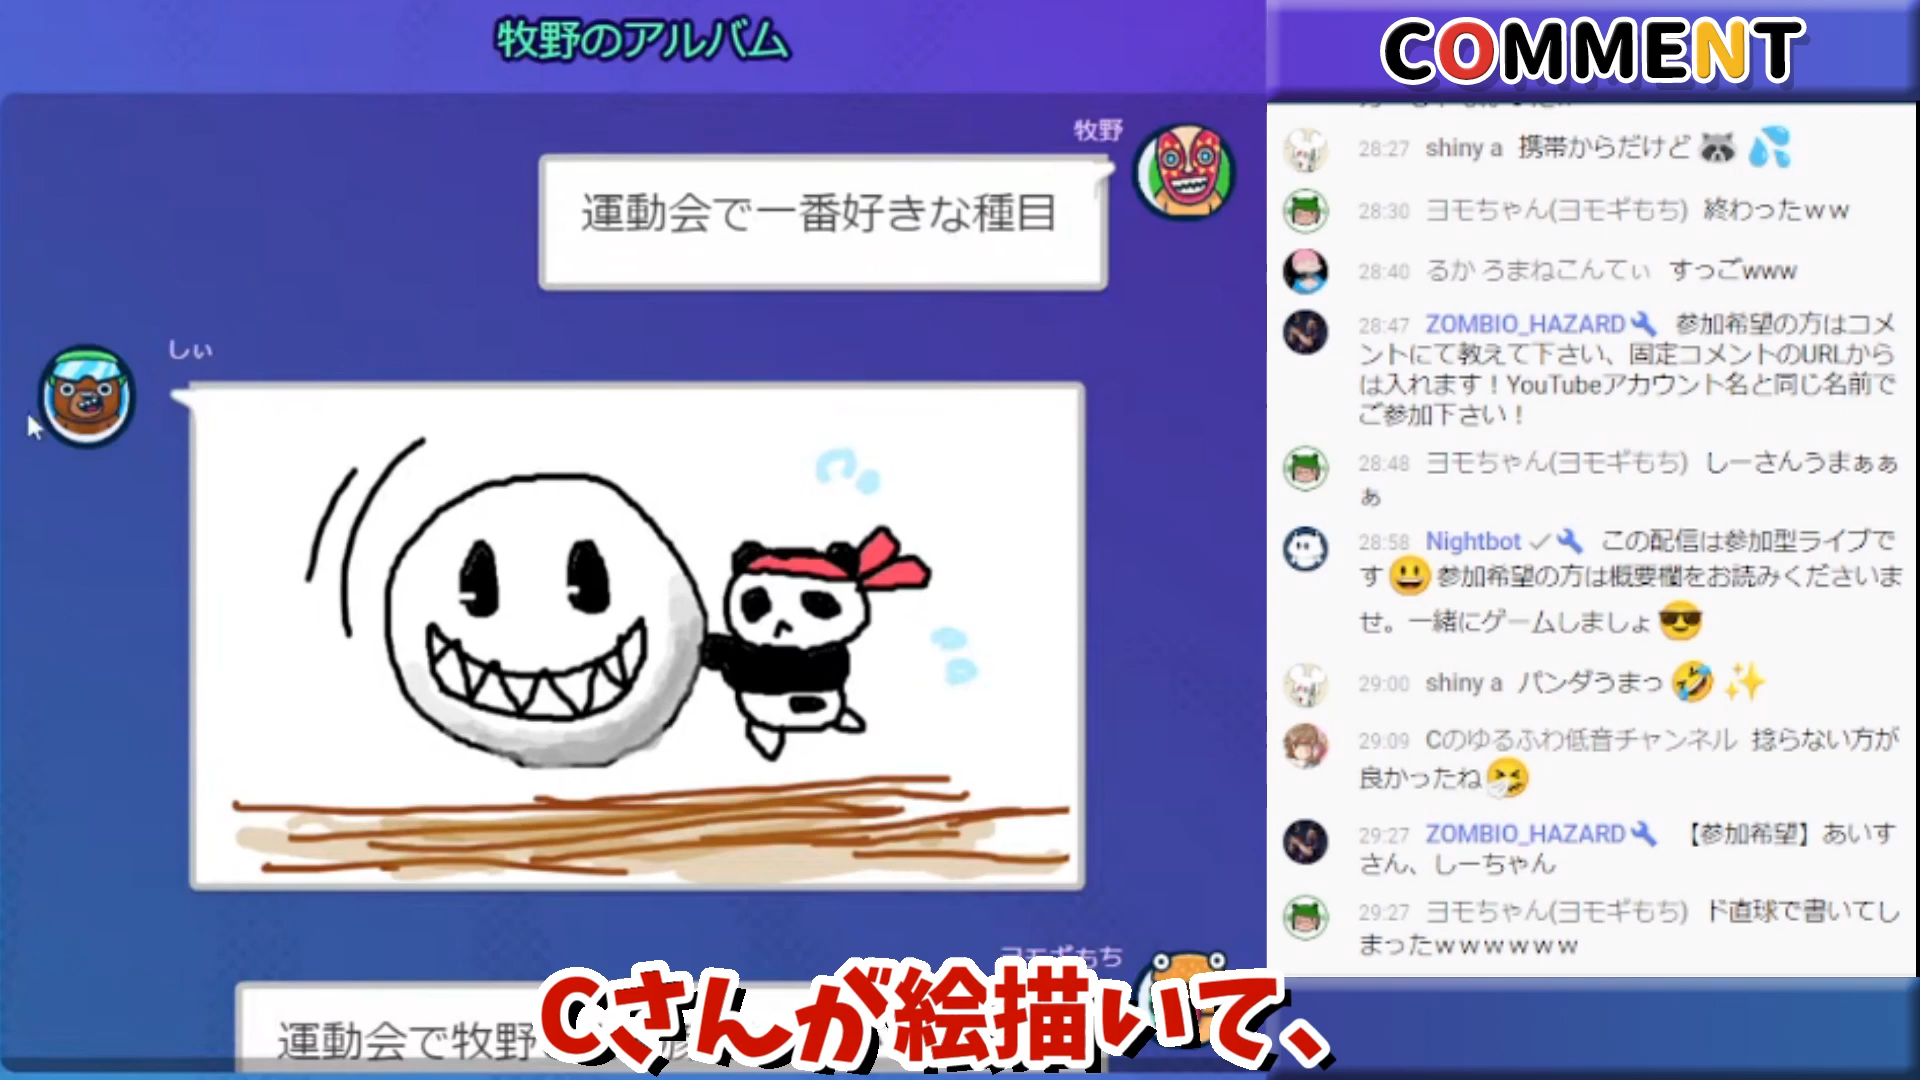 牧野のアルバム
牧野
運動会で一番好きな種目
しぃ
ヨモギもち
運動会で牧野
Cさんが絵描いて、
COMMENT
28:27 shiny a 携帯からだけど🦝💦
28:30 ヨモちゃん(ヨモギもち) 終わったｗｗ
28:40 るか ろまねこんてぃ すっごwww
28:47 ZOMBIO_HAZARD🔧 参加希望の方はコメ
ントにて教えて下さい、固定コメントのURLから
は入れます！YouTubeアカウント名と同じ名前で
ご参加下さい！
28:48 ヨモちゃん(ヨモギもち) しーさんうまぁぁ
ぁ
28:58 Nightbot ✓🔧 この配信は参加型ライブで
す😃参加希望の方は概要欄をお読みくださいま
せ。一緒にゲームしましょ😎
29:00 shiny a パンダうまっ🤣✨
29:09 Cのゆるふわ低音チャンネル 捻らない方が
良かったね🤧
29:27 ZOMBIO_HAZARD🔧 【参加希望】あいす
さん、しーちゃん
29:27 ヨモちゃん(ヨモギもち) ド直球で書いてし
まったｗｗｗｗｗｗ